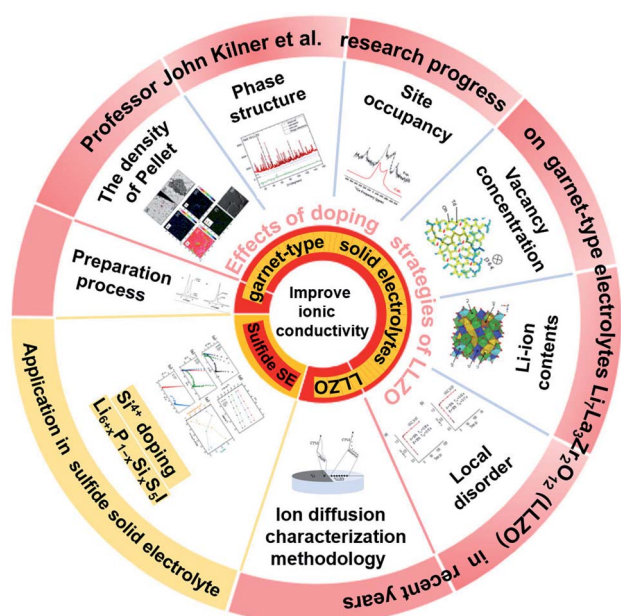 Professor John Kilner et al. research progress on garnet-type electrolytes Li₇La₃Zr₂O₁₂ (LLZO) in recent years
Phase
structure
Site
occupancy
Vacancy
concentration
Li-ion
contents
Local
disorder
Ion diffusion
characterization
methodology
Application in sulfide solid electrolyte
Si⁴⁺ doping
Li₆₊ₓP₁₋ₓSiₓS₅I
Preparation
process
The density
of Pellet
Effects of doping strategies of LLZO
garnet-type solid electrolytes
LLZO
Sulfide SE
Improve
ionic
conductivity